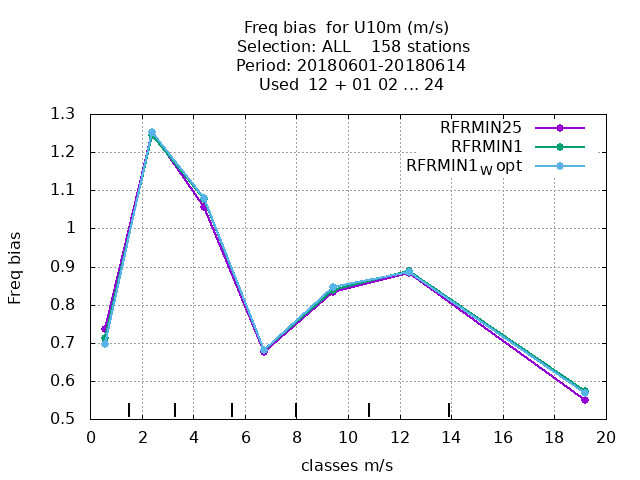 Freq bias  for U10m (m/s)
Selection: ALL    158 stations
Period: 20180601-20180614
Used  12 + 01 02 ... 24
RFRMIN25
RFRMIN1
RFRMIN1w opt
Freq bias
1.3
1.2
1.1
1
0.9
0.8
0.7
0.6
0.5
0 2 4 6 8 10 12 14 16 18 20
classes m/s